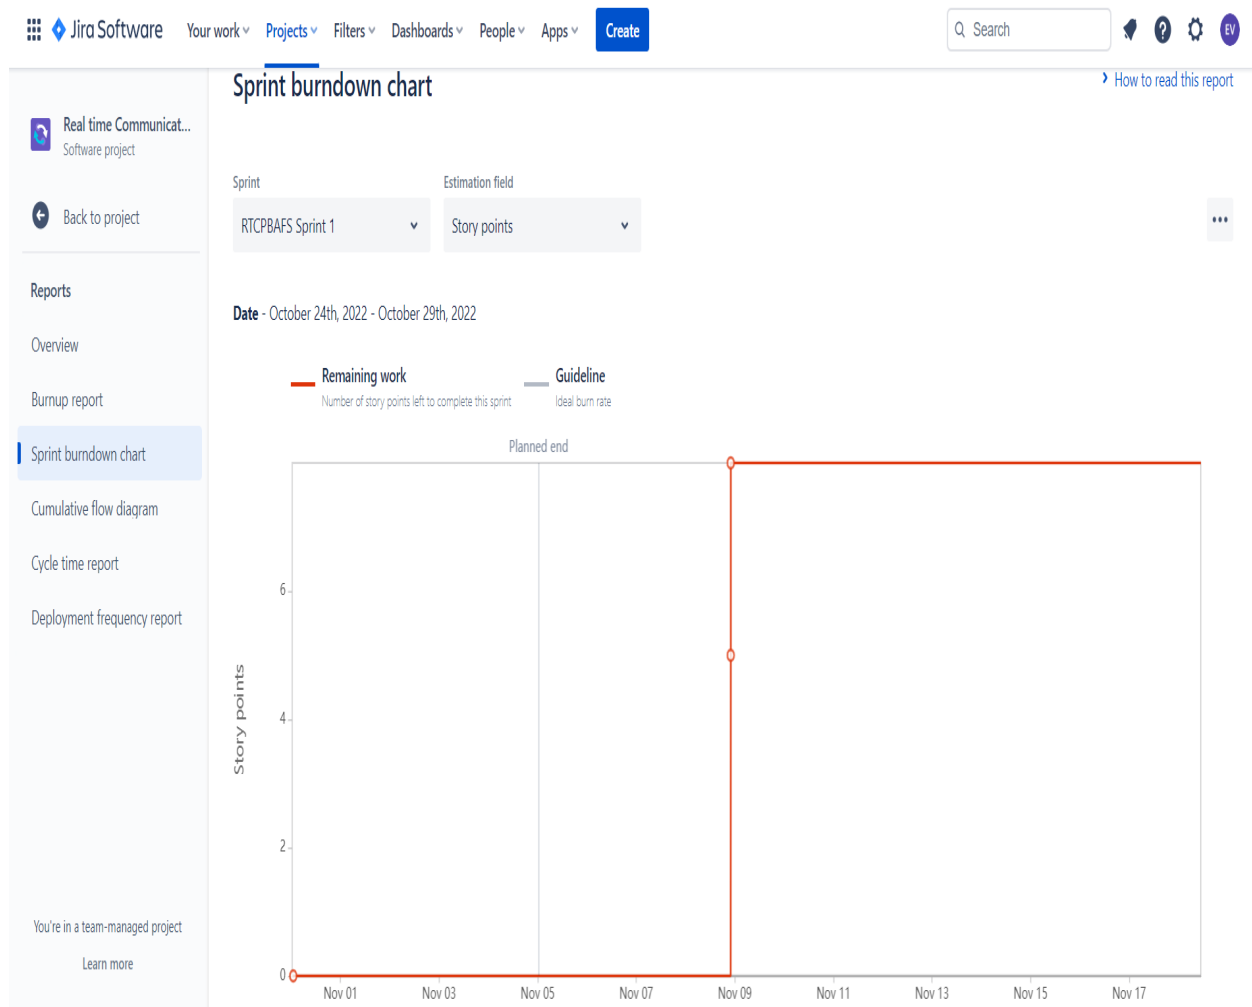 Jira Software Your work Projects Filters Dashboards People Apps Create Search EV
Sprint burndown chart
How to read this report
Real time Communicat...
Software project
Back to project
Reports
Overview
Burnup report
Sprint burndown chart
Cumulative flow diagram
Cycle time report
Deployment frequency report
You're in a team-managed project
Learn more
Sprint Estimation field
RTCPBAFS Sprint 1 Story points
Date - October 24th, 2022 - October 29th, 2022
Remaining work Guideline
Number of story points left to complete this sprint Ideal burn rate
Planned end
6
4
2
0
Story points
Nov 01 Nov 03 Nov 05 Nov 07 Nov 09 Nov 11 Nov 13 Nov 15 Nov 17